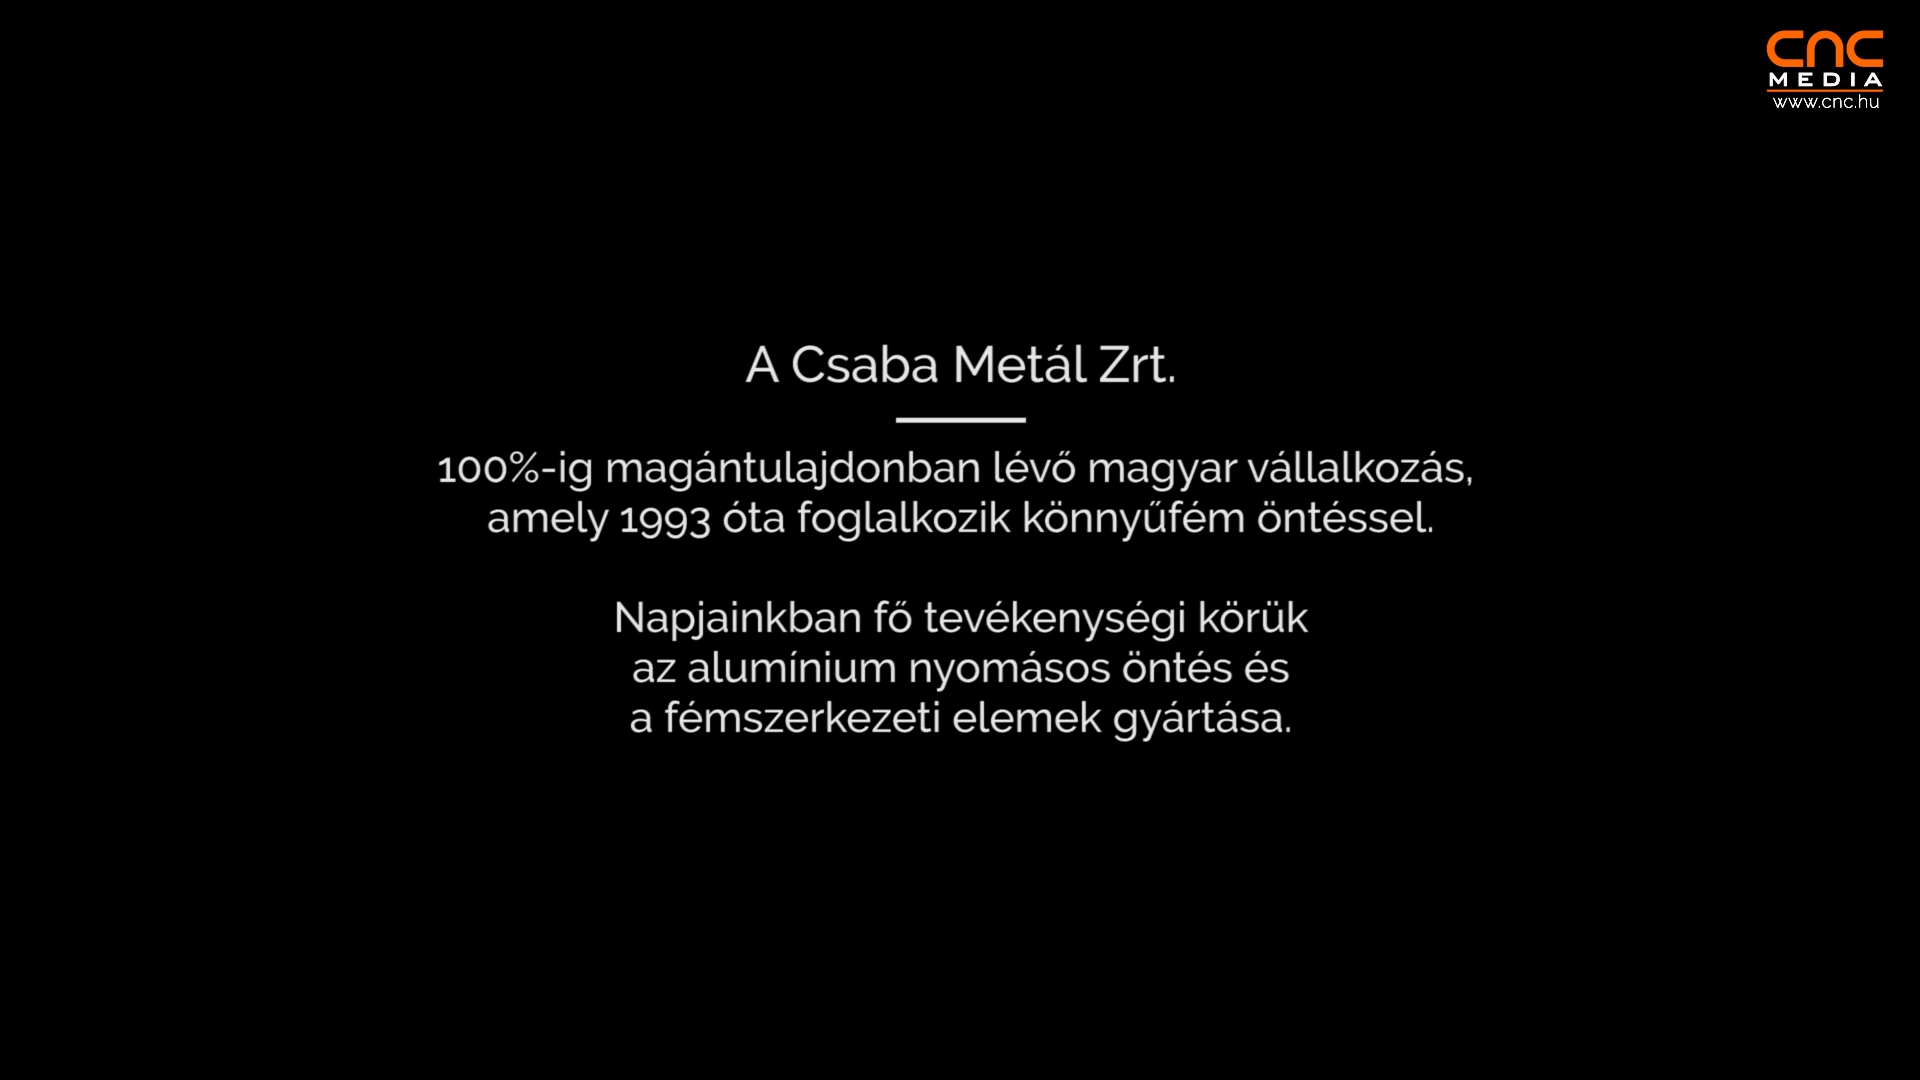 cnc
MEDIA
www.cnc.hu
A Csaba Metál Zrt.
100%-ig magántulajdonban lévő magyar vállalkozás,
amely 1993 óta foglalkozik könnyűfém öntéssel.
Napjainkban fő tevékenységi körük
az alumínium nyomásos öntés és
a fémszerkezeti elemek gyártása.